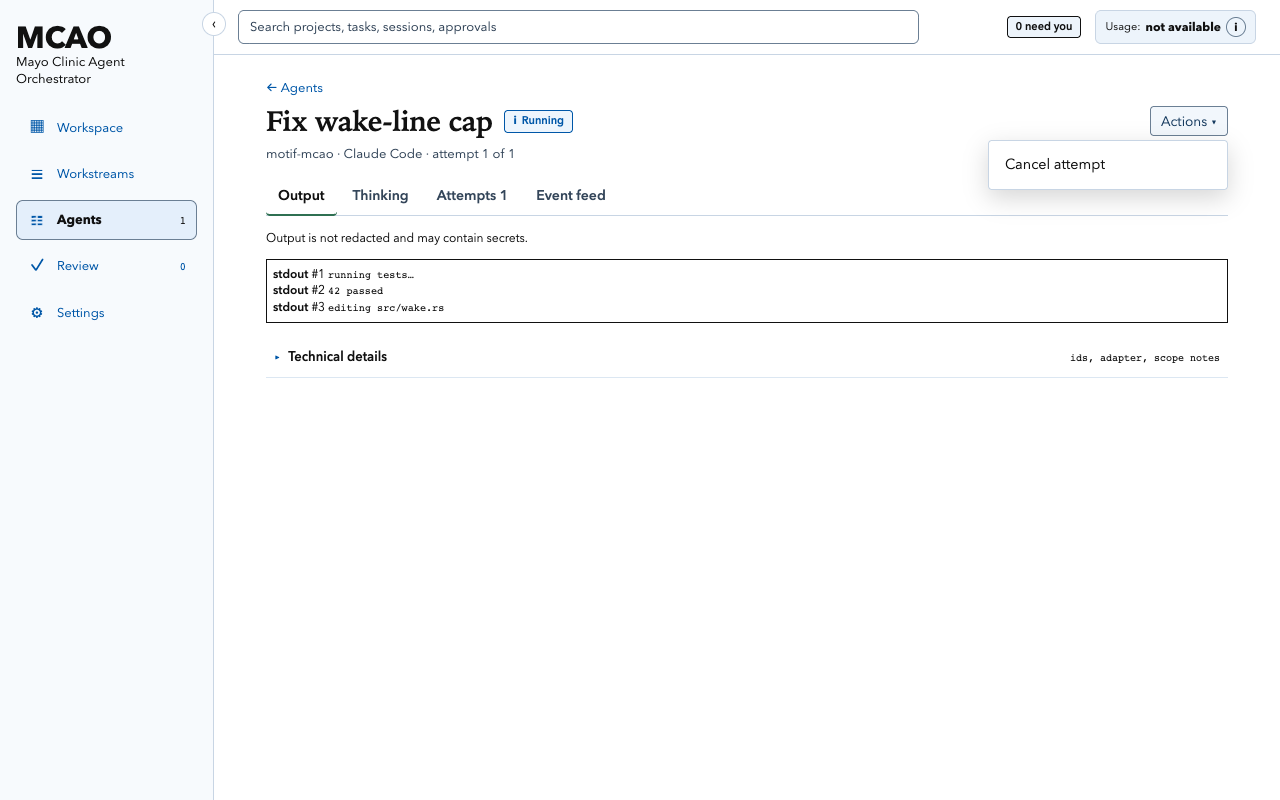 MCAO
Mayo Clinic Agent
Orchestrator
Workspace
Workstreams
Agents 1
Review 0
Settings
Search projects, tasks, sessions, approvals
0 need you
Usage: not available i
← Agents
Fix wake-line cap
i Running
Actions ▾
Cancel attempt
motif-mcao · Claude Code · attempt 1 of 1
Output Thinking Attempts 1 Event feed
Output is not redacted and may contain secrets.
stdout #1 running tests…
stdout #2 42 passed
stdout #3 editing src/wake.rs
▸ Technical details ids, adapter, scope notes